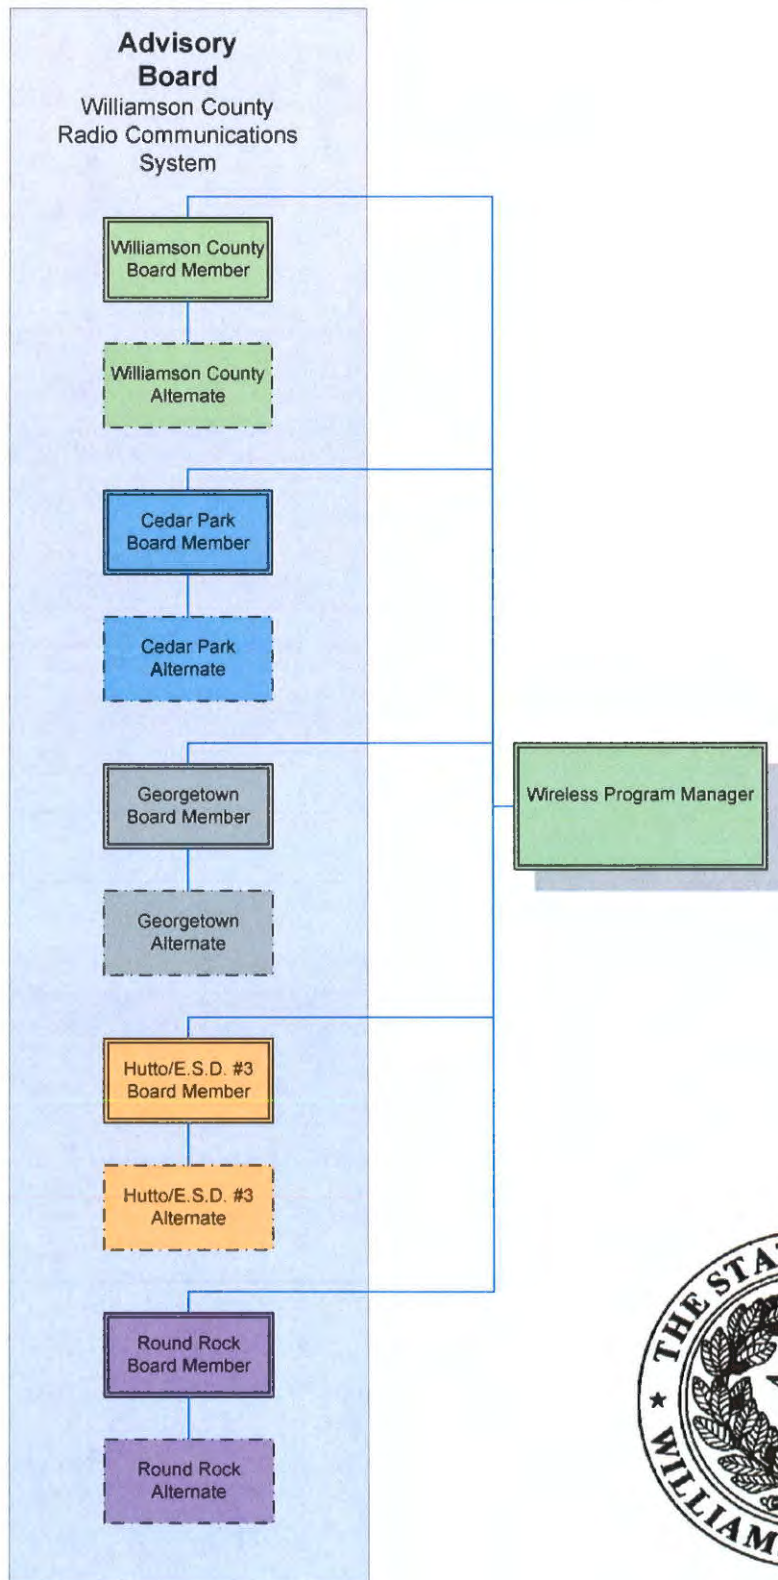 Advisory
Board
Williamson County
Radio Communications
System
Williamson County
Board Member
Williamson County
Alternate
Cedar Park
Board Member
Cedar Park
Alternate
Georgetown
Board Member
Georgetown
Alternate
Wireless Program Manager
Hutto/E.S.D. #3
Board Member
Hutto/E.S.D. #3
Alternate
Round Rock
Board Member
Round Rock
Alternate
THE